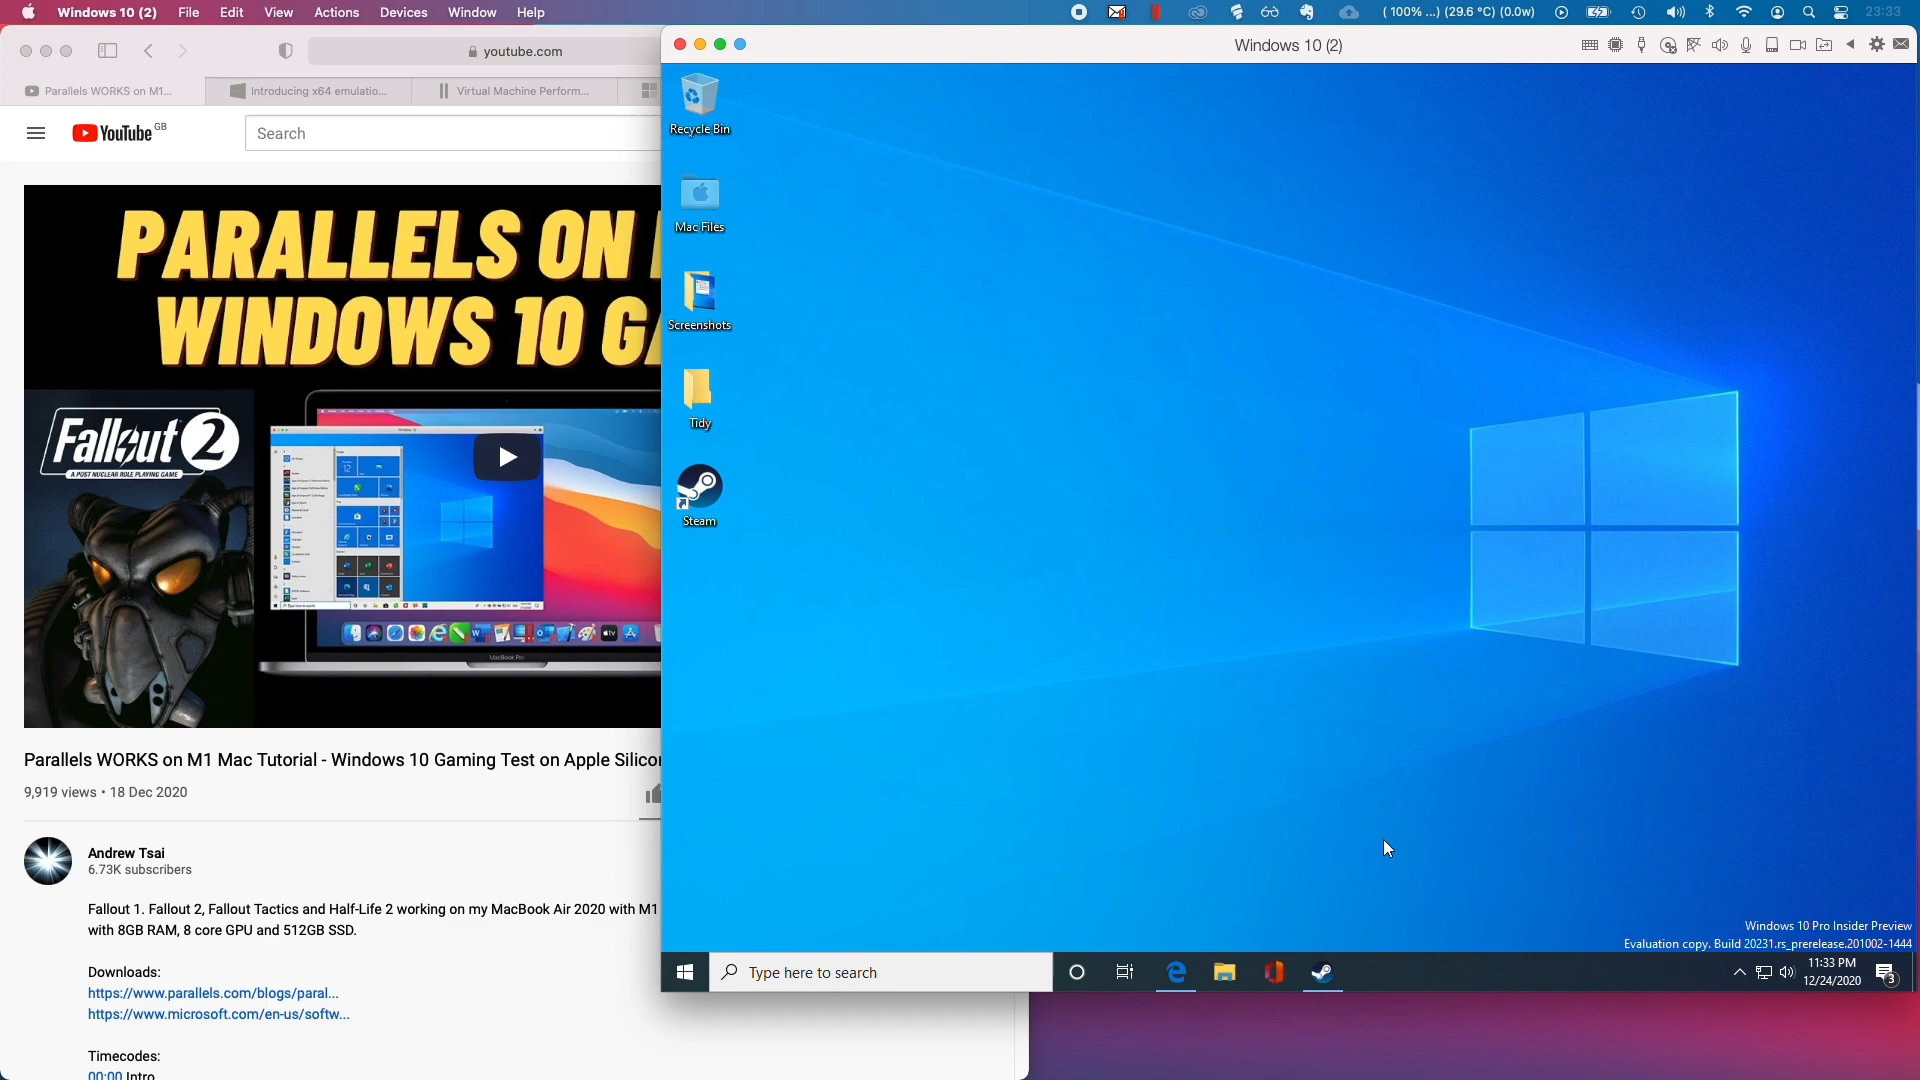 Windows 10 (2) File Edit View Actions Devices Window Help
( 100% ...) (29.6 °C) (0.0w) 23:33
youtube.com
Parallels WORKS on M1...
Introducing x64 emulatio...
Virtual Machine Perform...
YouTube GB
Search
PARALLELS ON
WINDOWS 10 GA
Fallout 2
A POST NUCLEAR ROLE PLAYING GAME
MacBook Pro
Parallels WORKS on M1 Mac Tutorial - Windows 10 Gaming Test on Apple Silico
9,919 views • 18 Dec 2020
Andrew Tsai
6.73K subscribers
Fallout 1. Fallout 2, Fallout Tactics and Half-Life 2 working on my MacBook Air 2020 with M1
with 8GB RAM, 8 core GPU and 512GB SSD.
Downloads:
https://www.parallels.com/blogs/paral...
https://www.microsoft.com/en-us/softw...
Timecodes:
00:00 Intro
Windows 10 (2)
Recycle Bin
Mac Files
Screenshots
Tidy
Steam
Windows 10 Pro Insider Preview
Evaluation copy. Build 20231.rs_prerelease.201002-1444
Type here to search
11:33 PM
12/24/2020
3